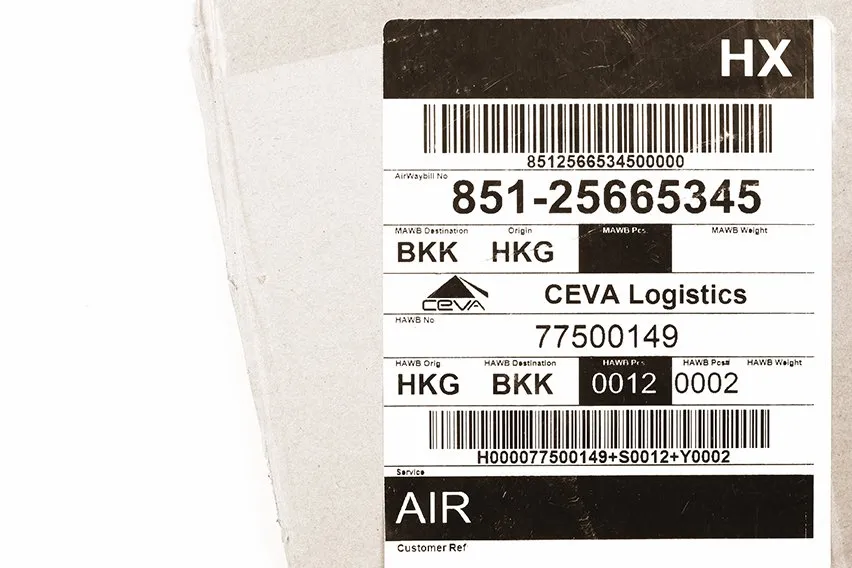 HX
8512566534500000
AirWaybill No
851-25665345
MAWB Destination Origin MAWB Pcs. MAWB Weight
BKK HKG
CEVA CEVA Logistics
HAWB No
77500149
HAWB Orig HAWB Destination HAWB Pcs HAWB Pcs# HAWB Weight
HKG BKK 0012 0002
H000077500149+S0012+Y0002
Service
AIR
Customer Ref